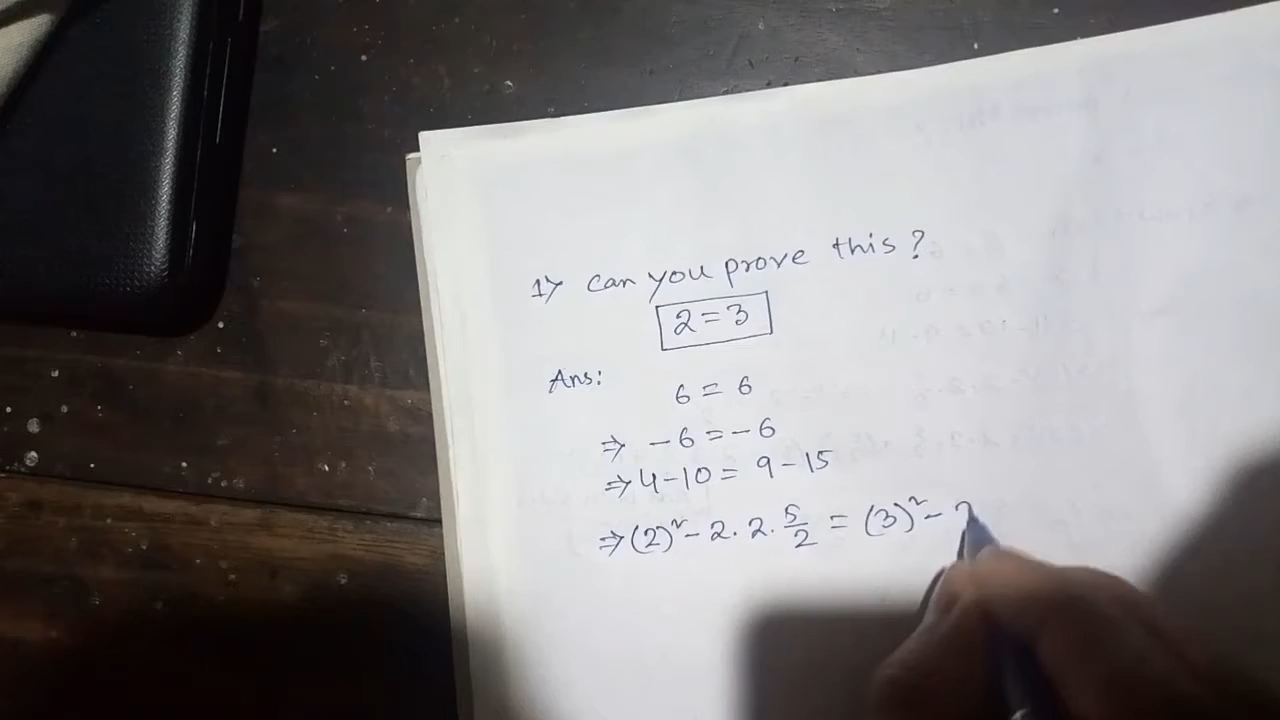 1> can you prove this?
2=3
Ans:
6 = 6
⇒ -6 = -6
⇒ 4-10 = 9-15
⇒ (2)² - 2. 2. 5/2 = (3)² -